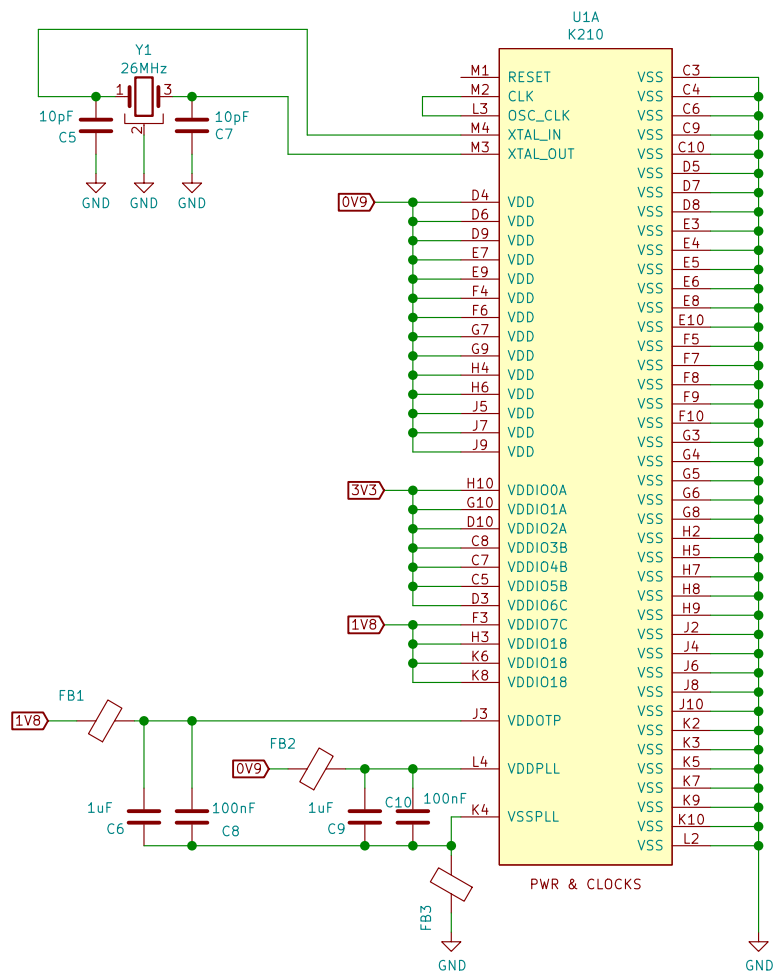 U1A
K210
Y1
26MHz
1
3
2
10pF
C5
10pF
C7
GND
GND
GND
M1 RESET
M2 CLK
L3 OSC_CLK
M4 XTAL_IN
M3 XTAL_OUT
0V9
D4 VDD
D6 VDD
D9 VDD
E7 VDD
E9 VDD
F4 VDD
F6 VDD
G7 VDD
G9 VDD
H4 VDD
H6 VDD
J5 VDD
J7 VDD
J9 VDD
3V3
H10 VDDIO0A
G10 VDDIO1A
D10 VDDIO2A
C8 VDDIO3B
C7 VDDIO4B
C5 VDDIO5B
D3 VDDIO6C
1V8
F3 VDDIO7C
H3 VDDIO18
K6 VDDIO18
K8 VDDIO18
FB1
1V8
J3 VDDOTP
FB2
0V9
L4 VDDPLL
1uF
C6
100nF
C8
1uF
C9
C10
100nF
K4 VSSPLL
FB3
GND
VSS C3
VSS C4
VSS C6
VSS C9
VSS C10
VSS D5
VSS D7
VSS D8
VSS E3
VSS E4
VSS E5
VSS E6
VSS E8
VSS E10
VSS F5
VSS F7
VSS F8
VSS F9
VSS F10
VSS G3
VSS G4
VSS G5
VSS G6
VSS G8
VSS H2
VSS H5
VSS H7
VSS H8
VSS H9
VSS J2
VSS J4
VSS J6
VSS J8
VSS J10
VSS K2
VSS K3
VSS K5
VSS K7
VSS K9
VSS K10
VSS L2
PWR & CLOCKS
GND